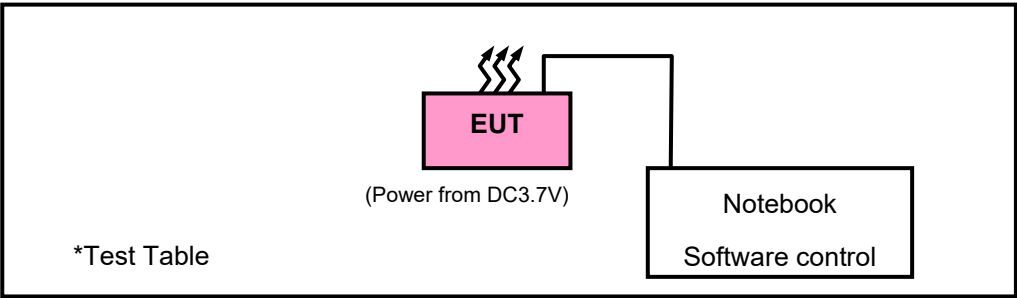 EUT
(Power from DC3.7V)
Notebook
Software control
*Test Table